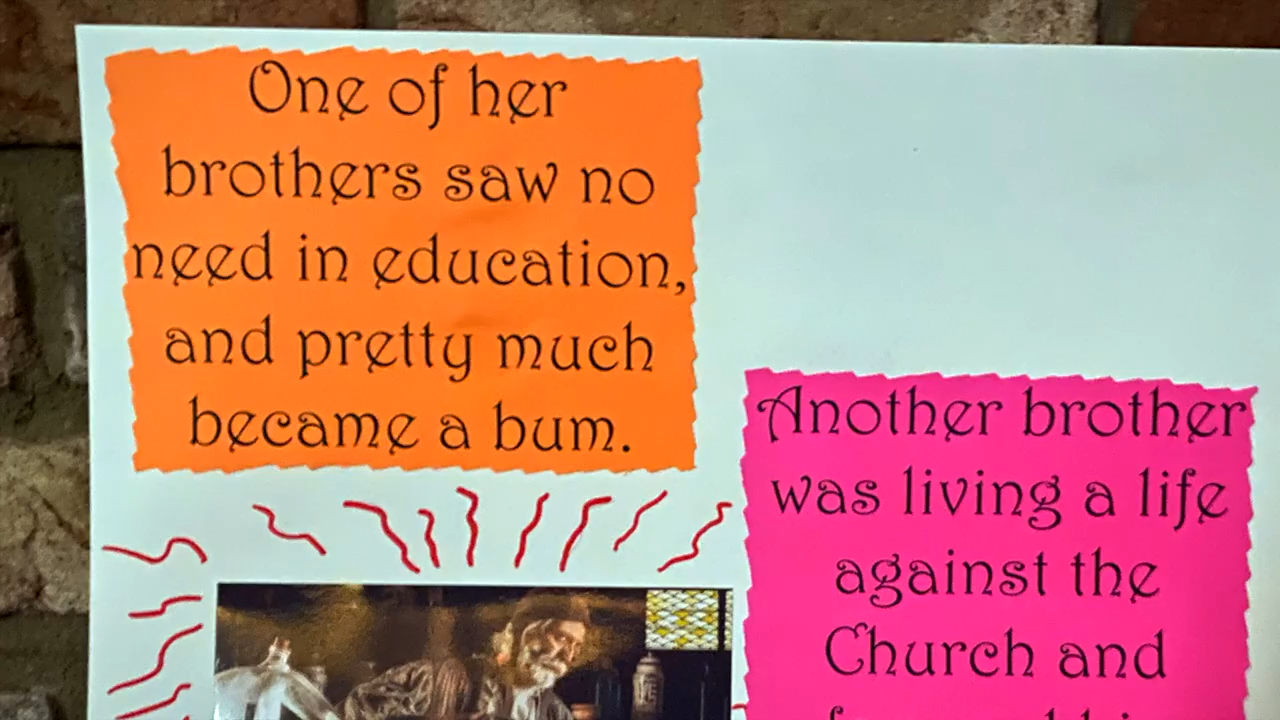 One of her
brothers saw no
need in education,
and pretty much
became a bum.
Another brother
was living a life
against the
Church and